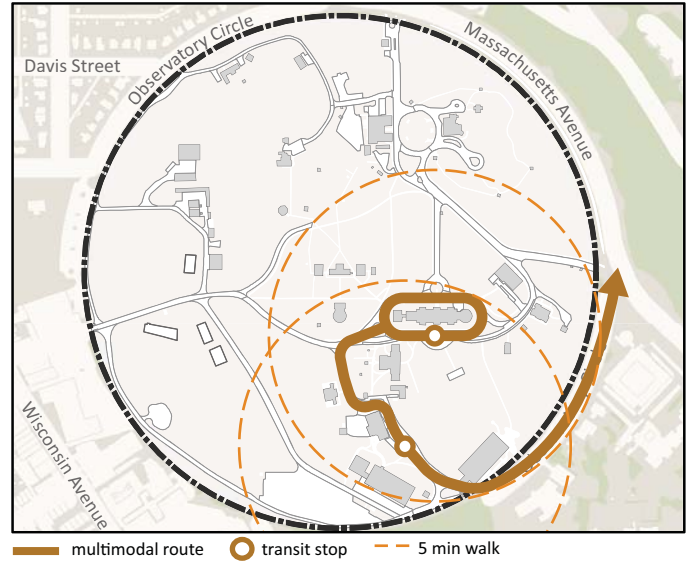 Davis Street
Observatory Circle
Massachusetts Avenue
Wisconsin Avenue
multimodal route
transit stop
5 min walk